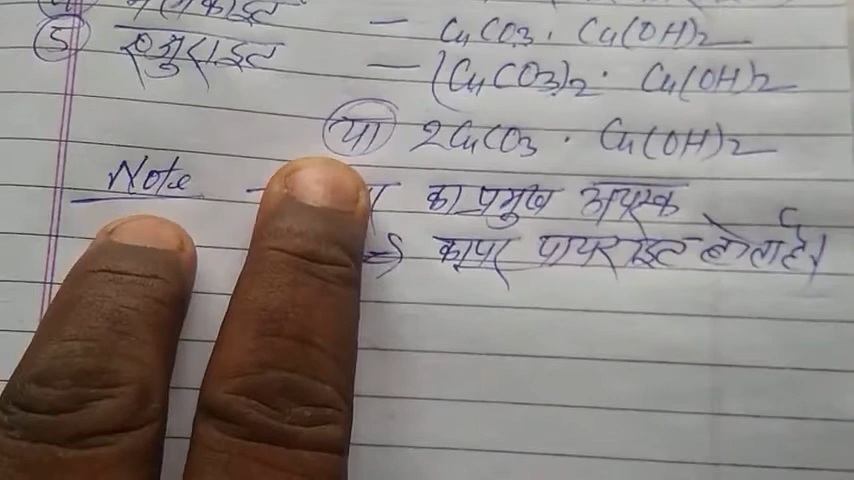 मैलाकाइट - CuCO3 . Cu(OH)2
⑤ एजुराइट - (CuCO3)2 . Cu(OH)2
या 2CuCO3 . Cu(OH)2
Note - का प्रमुख अयस्क
⇒ कापर पायराइट होता है।